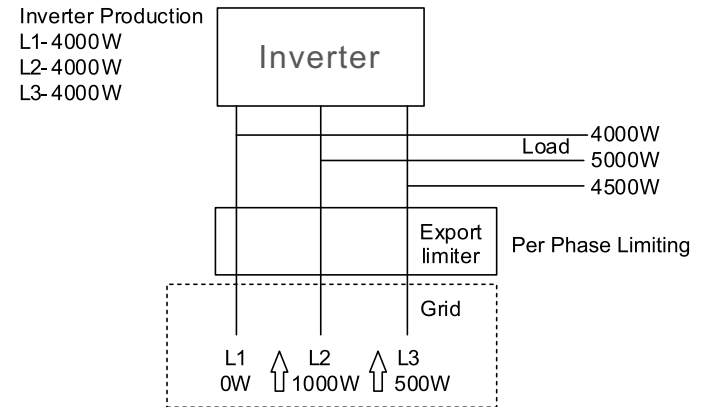 Inverter Production
L1-4000W
L2-4000W
L3-4000W
Inverter
4000W
Load
5000W
4500W
Export
limiter
Per Phase Limiting
Grid
L1 L2 L3
0W 1000W 500W